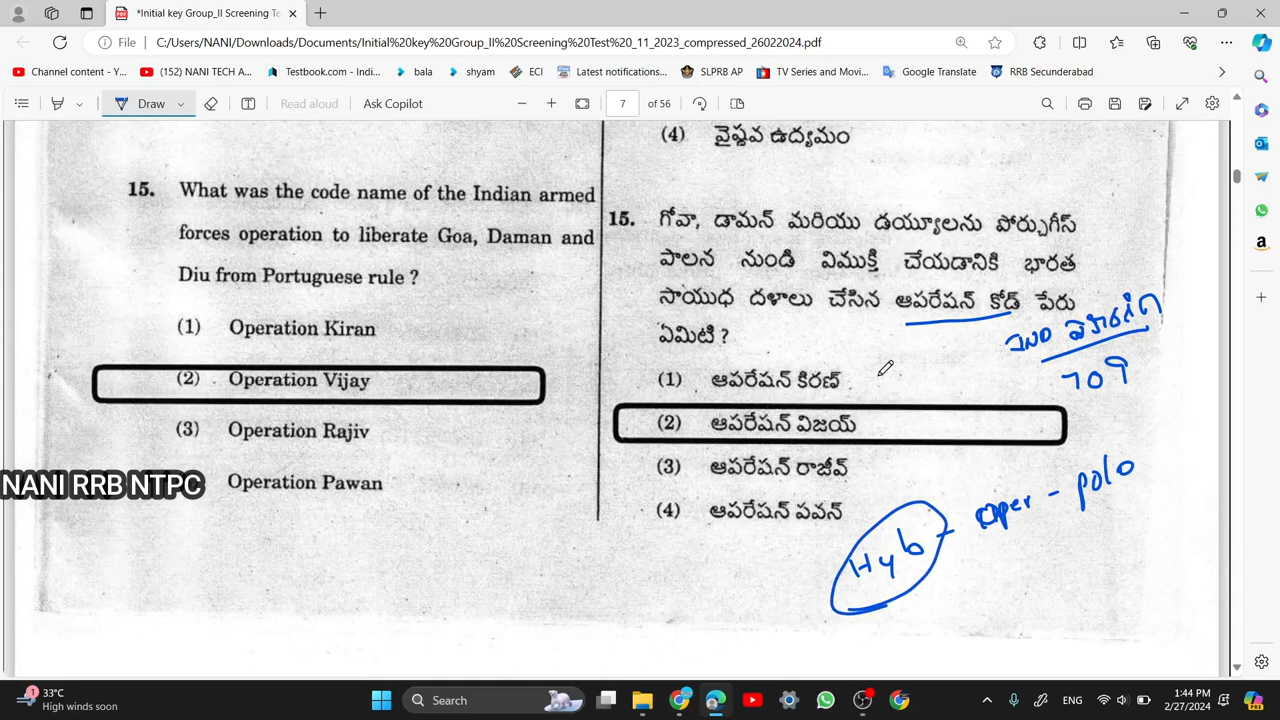 *Initial key Group_II Screening Te
File
C:/Users/NANI/Downloads/Documents/Initial%20key%20Group_II%20Screening%20Test%20_11_2023_compressed_26022024.pdf
Channel content - Y...
(152) NANI TECH A...
Testbook.com - Indi...
bala
shyam
ECI
Latest notifications...
SLPRB AP
TV Series and Movi...
Google Translate
RRB Secunderabad
Draw
Read aloud
Ask Copilot
7
of 56
(4) వైష్ణవ ఉద్యమం
15. What was the code name of the Indian armed
forces operation to liberate Goa, Daman and
Diu from Portuguese rule ?
(1) Operation Kiran
(2) Operation Vijay
(3) Operation Rajiv
Operation Pawan
NANI RRB NTPC
15. గోవా, డామన్ మరియు డయ్యూలను పోర్చుగీస్
పాలన నుండి విముక్తి చేయడానికి భారత
సాయుధ దళాలు చేసిన ఆపరేషన్ కోడ్ పేరు
ఏమిటి ?
(1) ఆపరేషన్ కిరణ్
(2) ఆపరేషన్ విజయ్
(3) ఆపరేషన్ రాజీవ్
(4) ఆపరేషన్ పవన్
Hyb - Oper - polo
33°C
High winds soon
Search
ENG
1:44 PM
2/27/2024